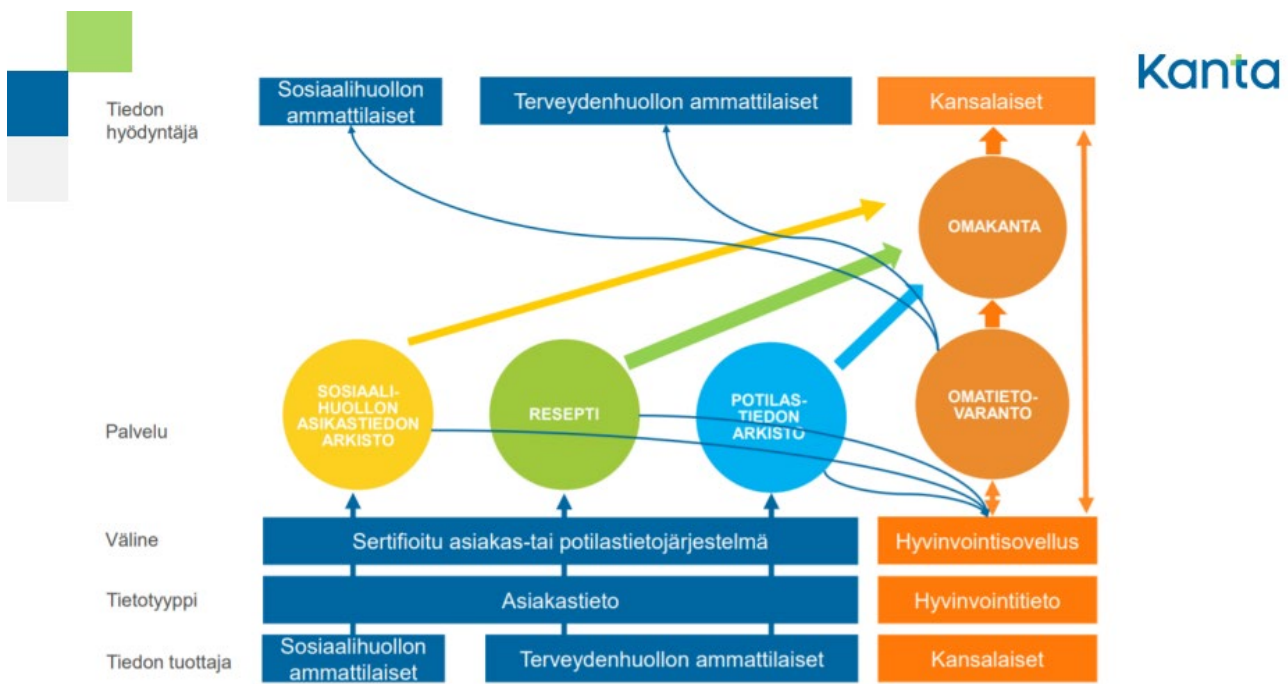 Kanta
Tiedon
hyödyntäjä
Sosiaalihuollon
ammattilaiset
Terveydenhuollon ammattilaiset
Kansalaiset
OMAKANTA
Palvelu
SOSIAALI-
HUOLLON
ASIKASTIEDON
ARKISTO
RESEPTI
POTILAS-
TIEDON
ARKISTO
OMATIETO-
VARANTO
Väline
Sertifioitu asiakas-tai potilastietojärjestelmä
Hyvinvointisovellus
Tietotyyppi
Asiakastieto
Hyvinvointitieto
Tiedon tuottaja
Sosiaalihuollon
ammattilaiset
Terveydenhuollon ammattilaiset
Kansalaiset